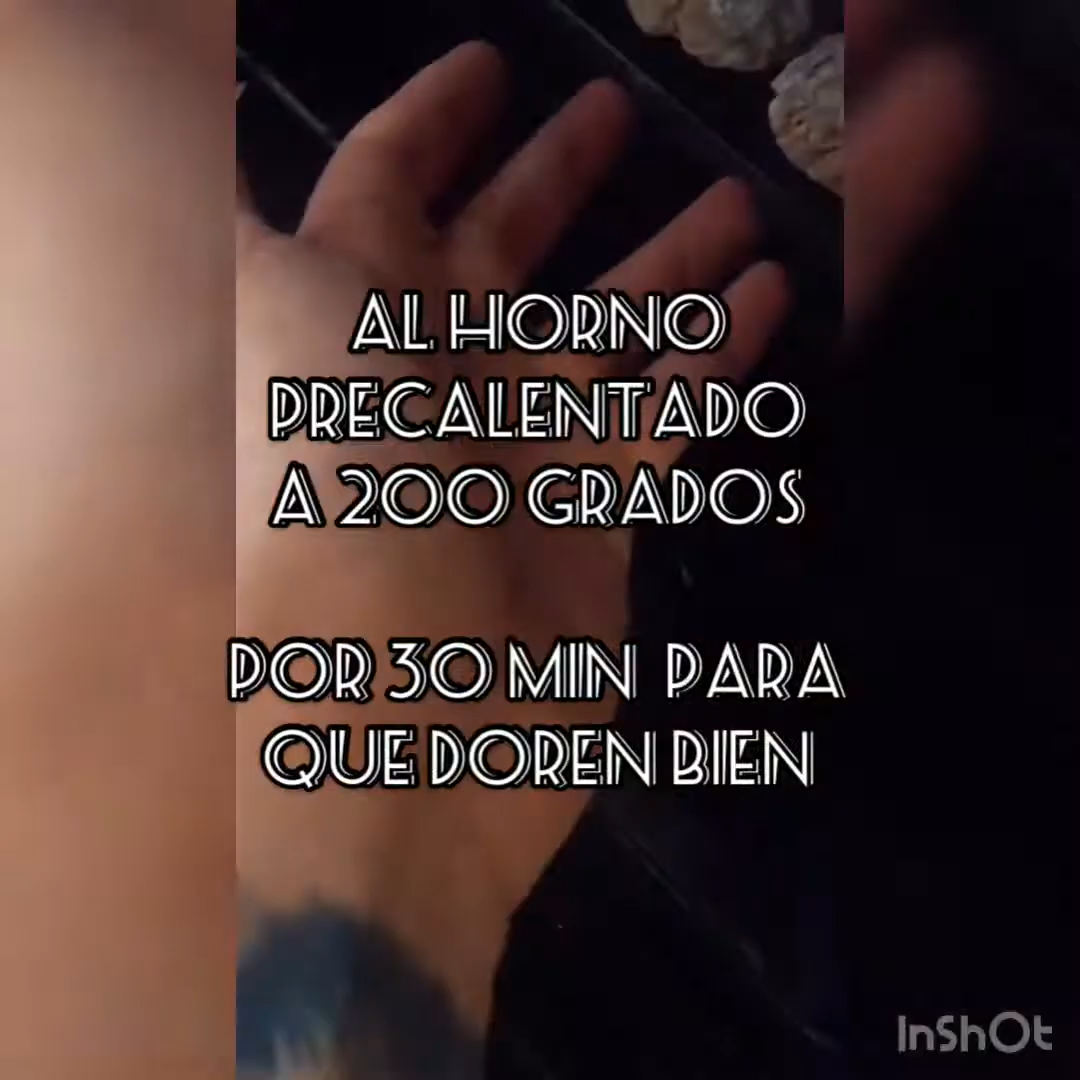 AL HORNO
PRECALENTADO
A 200 GRADOS
POR 30 MIN PARA
QUE DOREN BIEN
InShOt